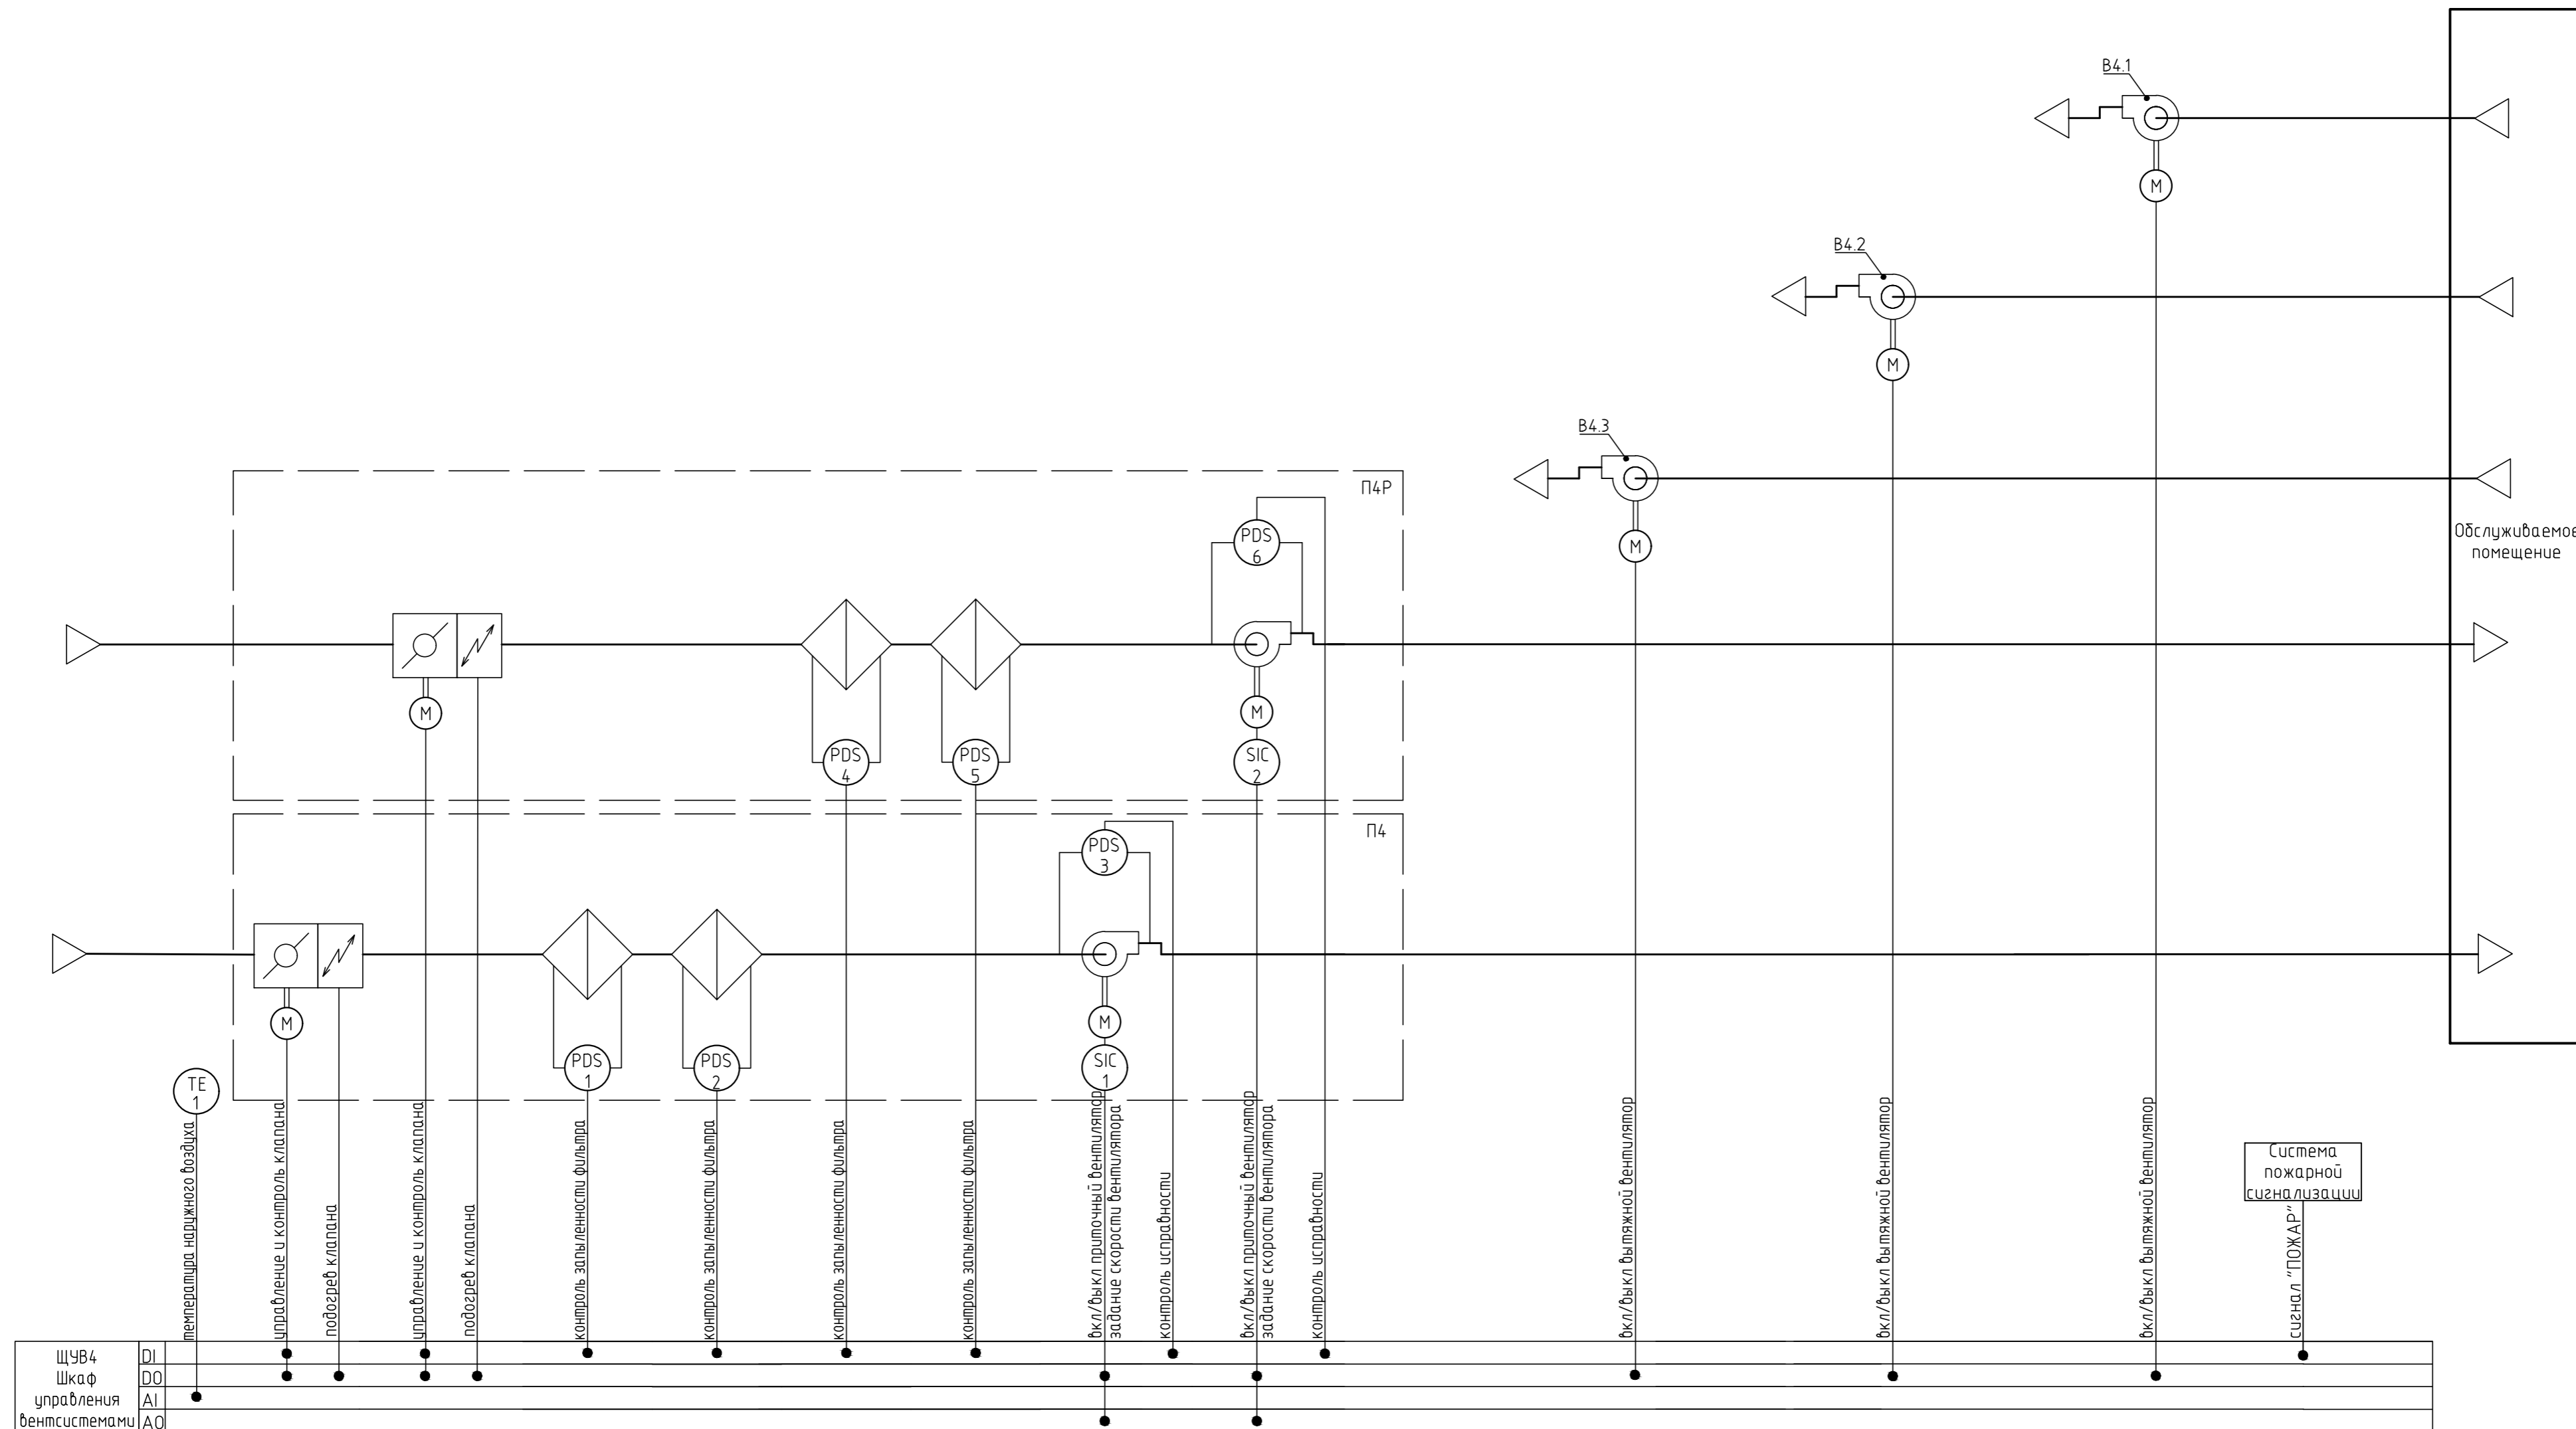 В4.1
М
В4.2
М
В4.3
М
Обслуживаемое
помещение
П4Р
PDS
6
М
М
PDS
4
PDS
5
SIC
2
П4
PDS
3
М
М
PDS
1
PDS
2
SIC
1
TE
1
температура наружного воздуха
управление и контроль клапана
подогрев клапана
управление и контроль клапана
подогрев клапана
контроль запыленности фильтра
контроль запыленности фильтра
контроль запыленности фильтра
контроль запыленности фильтра
вкл/выкл приточный вентилятор
задание скорости вентилятора
контроль исправности
вкл/выкл приточный вентилятор
задание скорости вентилятора
контроль исправности
вкл/выкл вытяжной вентилятор
вкл/выкл вытяжной вентилятор
вкл/выкл вытяжной вентилятор
Система
пожарной
сигнализации
сигнал "ПОЖАР"
ЩУВ4
Шкаф
управления
вентсистемами
DI
DO
AI
AO